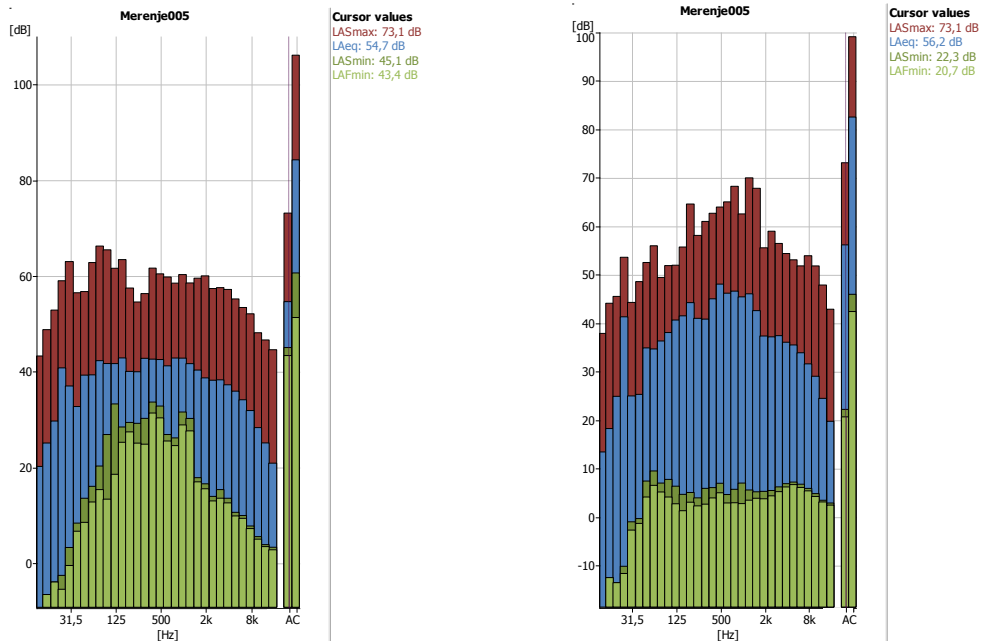 Merenje005
[dB]
100
80
60
40
20
0
31,5 125 500 2k 8k AC
[Hz]
Cursor values
LASmax: 73,1 dB
LAeq: 54,7 dB
LASmin: 45,1 dB
LAFmin: 43,4 dB
Merenje005
[dB]
100
90
80
70
60
50
40
30
20
10
0
-10
31,5 125 500 2k 8k AC
[Hz]
Cursor values
LASmax: 73,1 dB
LAeq: 56,2 dB
LASmin: 22,3 dB
LAFmin: 20,7 dB